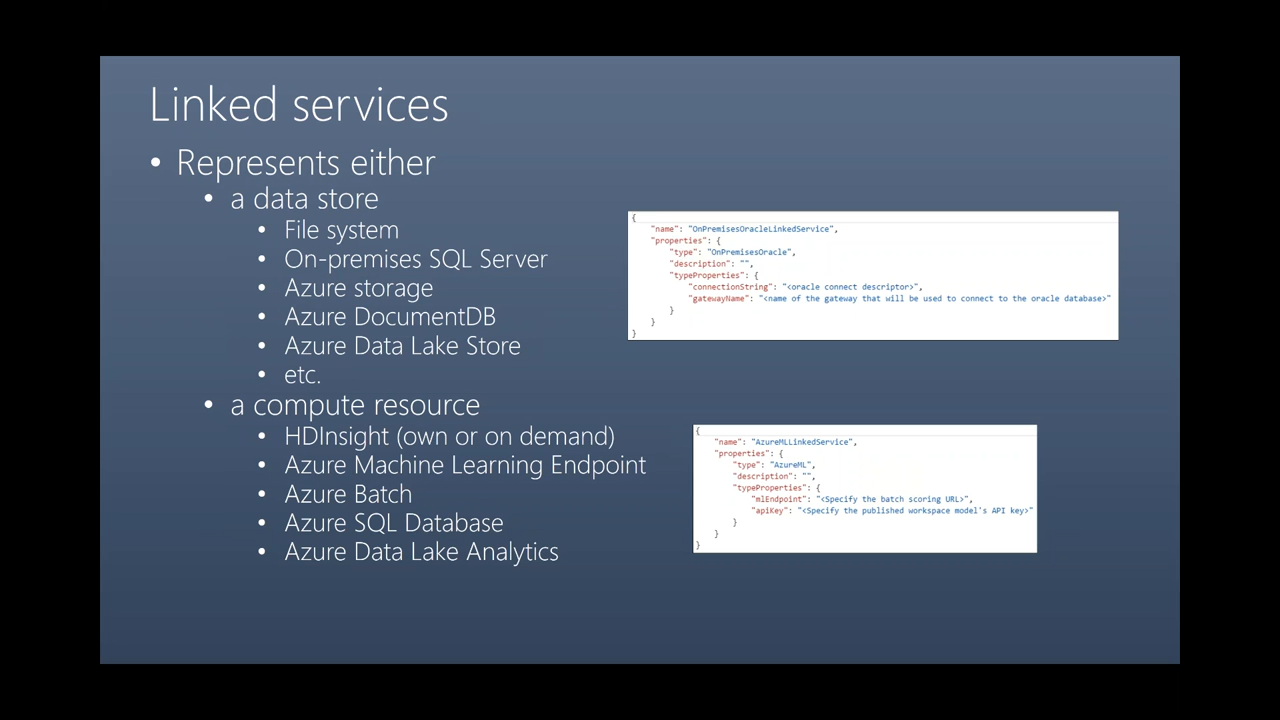 Linked services
• Represents either
• a data store
• File system
• On-premises SQL Server
• Azure storage
• Azure DocumentDB
• Azure Data Lake Store
• etc.
• a compute resource
• HDInsight (own or on demand)
• Azure Machine Learning Endpoint
• Azure Batch
• Azure SQL Database
• Azure Data Lake Analytics
{
"name": "OnPremisesOracleLinkedService",
"properties": {
"type": "OnPremisesOracle",
"description": "",
"typeProperties": {
"connectionString": "<oracle connect descriptor>",
"gatewayName": "<name of the gateway that will be used to connect to the oracle database>"
}
}
}
{
"name": "AzureMLLinkedService",
"properties": {
"type": "AzureML",
"description": "",
"typeProperties": {
"mlEndpoint": "<Specify the batch scoring URL>",
"apiKey": "<Specify the published workspace model's API key>"
}
}
}